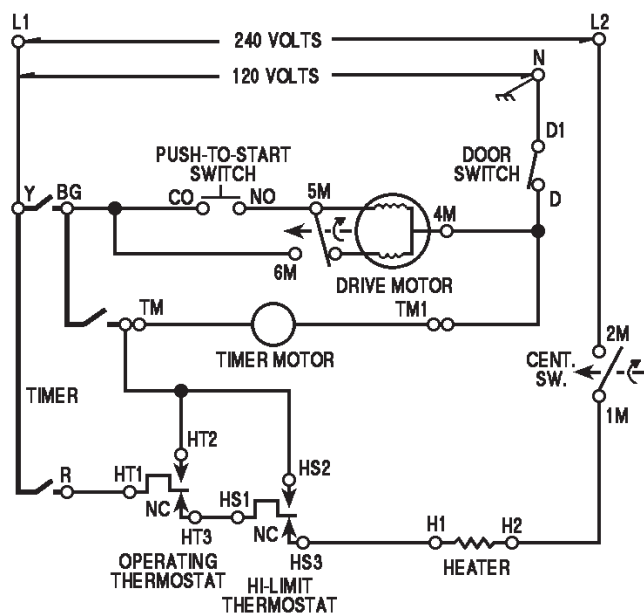 L1
L2
240 VOLTS
N
120 VOLTS
D1
PUSH-TO-START
SWITCH
DOOR
SWITCH
Y
BG
CO
NO
5M
4M
D
6M
DRIVE MOTOR
TM
TM1
TIMER MOTOR
2M
CENT.
SW.
1M
TIMER
HT2
HS2
R
HT1
NC
HS1
HT3
NC
HS3
H1
H2
OPERATING
THERMOSTAT
HI-LIMIT
THERMOSTAT
HEATER